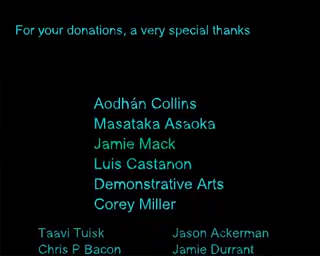 For your donations, a very special thanks
Aodhán Collins
Masataka Asaoka
Jamie Mack
Luis Castanon
Demonstrative Arts
Corey Miller
Taavi Tuisk Jason Ackerman
Chris P Bacon Jamie Durrant